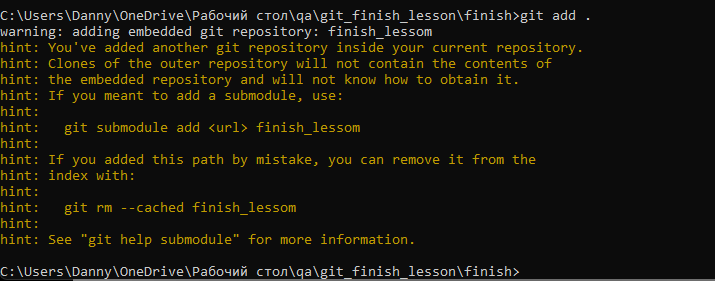 C:\Users\Danny\OneDrive\Рабочий стол\qa\git_finish_lesson\finish>git add .
warning: adding embedded git repository: finish_lessom
hint: You've added another git repository inside your current repository.
hint: Clones of the outer repository will not contain the contents of
hint: the embedded repository and will not know how to obtain it.
hint: If you meant to add a submodule, use:
hint:
hint:   git submodule add <url> finish_lessom
hint:
hint: If you added this path by mistake, you can remove it from the
hint: index with:
hint:
hint:   git rm --cached finish_lessom
hint:
hint: See "git help submodule" for more information.
C:\Users\Danny\OneDrive\Рабочий стол\qa\git_finish_lesson\finish>